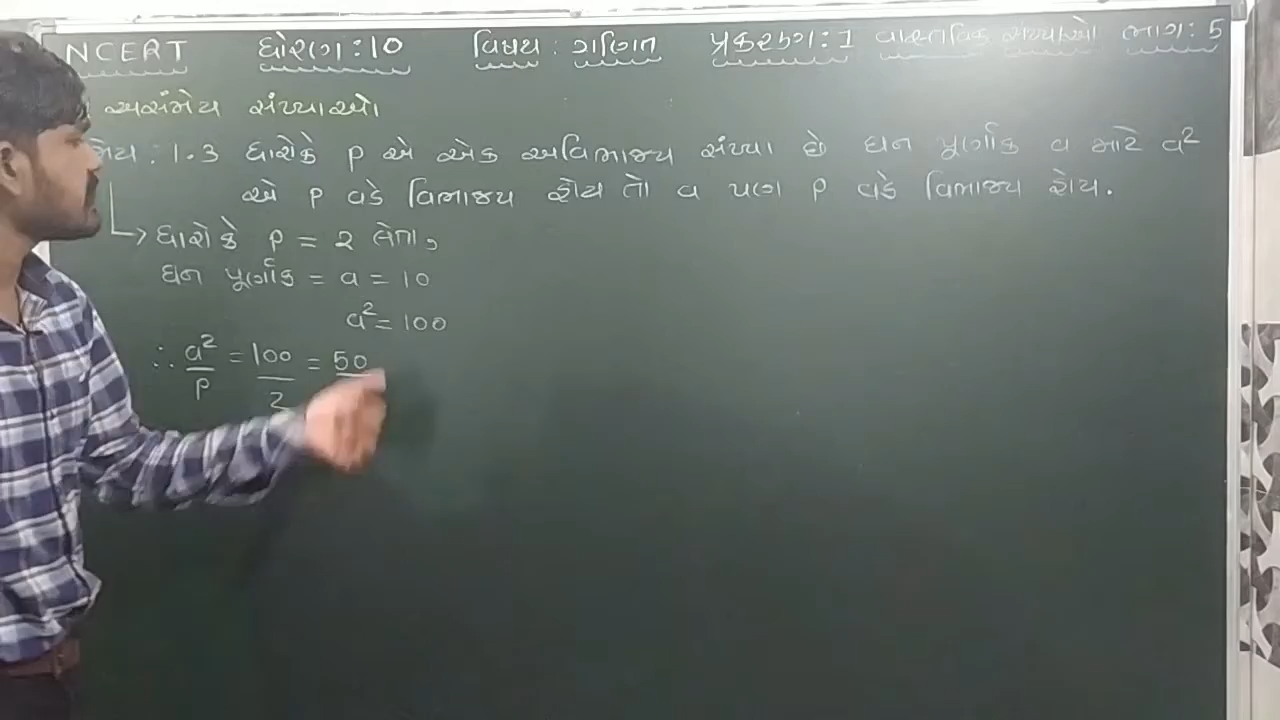 NCERT ધોરણ : 10 વિષય : ગણિત પ્રકરણ : 1 વાસ્તવિક સંખ્યાઓ ભાગ : 5
અસંમેય સંખ્યાઓ
: 1.3 ધારોકે p એ એક અવિભાજ્ય સંખ્યા છે ધન પૂર્ણાંક a માટે a²
એ p વડે વિભાજ્ય હોય તો a પણ p વડે વિભાજ્ય હોય.
ધારો કે p = 2 લેતા,
ધન પૂર્ણાંક = a = 10
a² = 100
∴ a²/p = 100/2 = 50